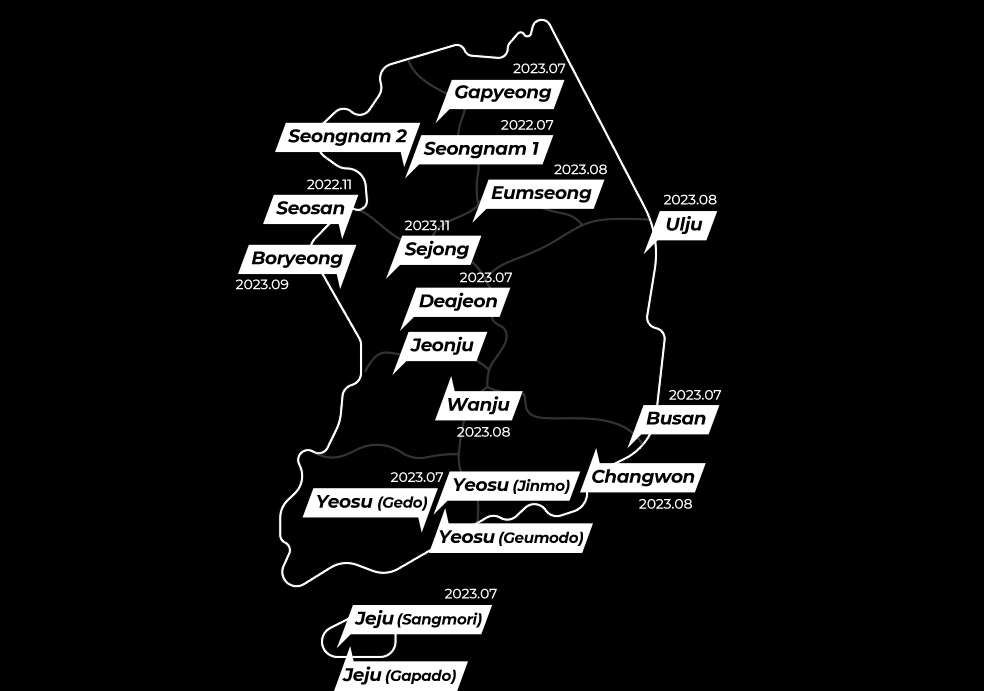 2023.07
Gapyeong
Seongnam 2
2022.07
Seongnam 1
2023.08
Eumseong
2022.11
Seosan
2023.08
Ulju
2023.11
Sejong
Boryeong
2023.09
2023.07
Deajeon
Jeonju
Wanju
2023.08
2023.07
Busan
Changwon
2023.08
2023.07
Yeosu (Gedo)
Yeosu (Jinmo)
Yeosu (Geumodo)
2023.07
Jeju (Sangmori)
Jeju (Gapado)